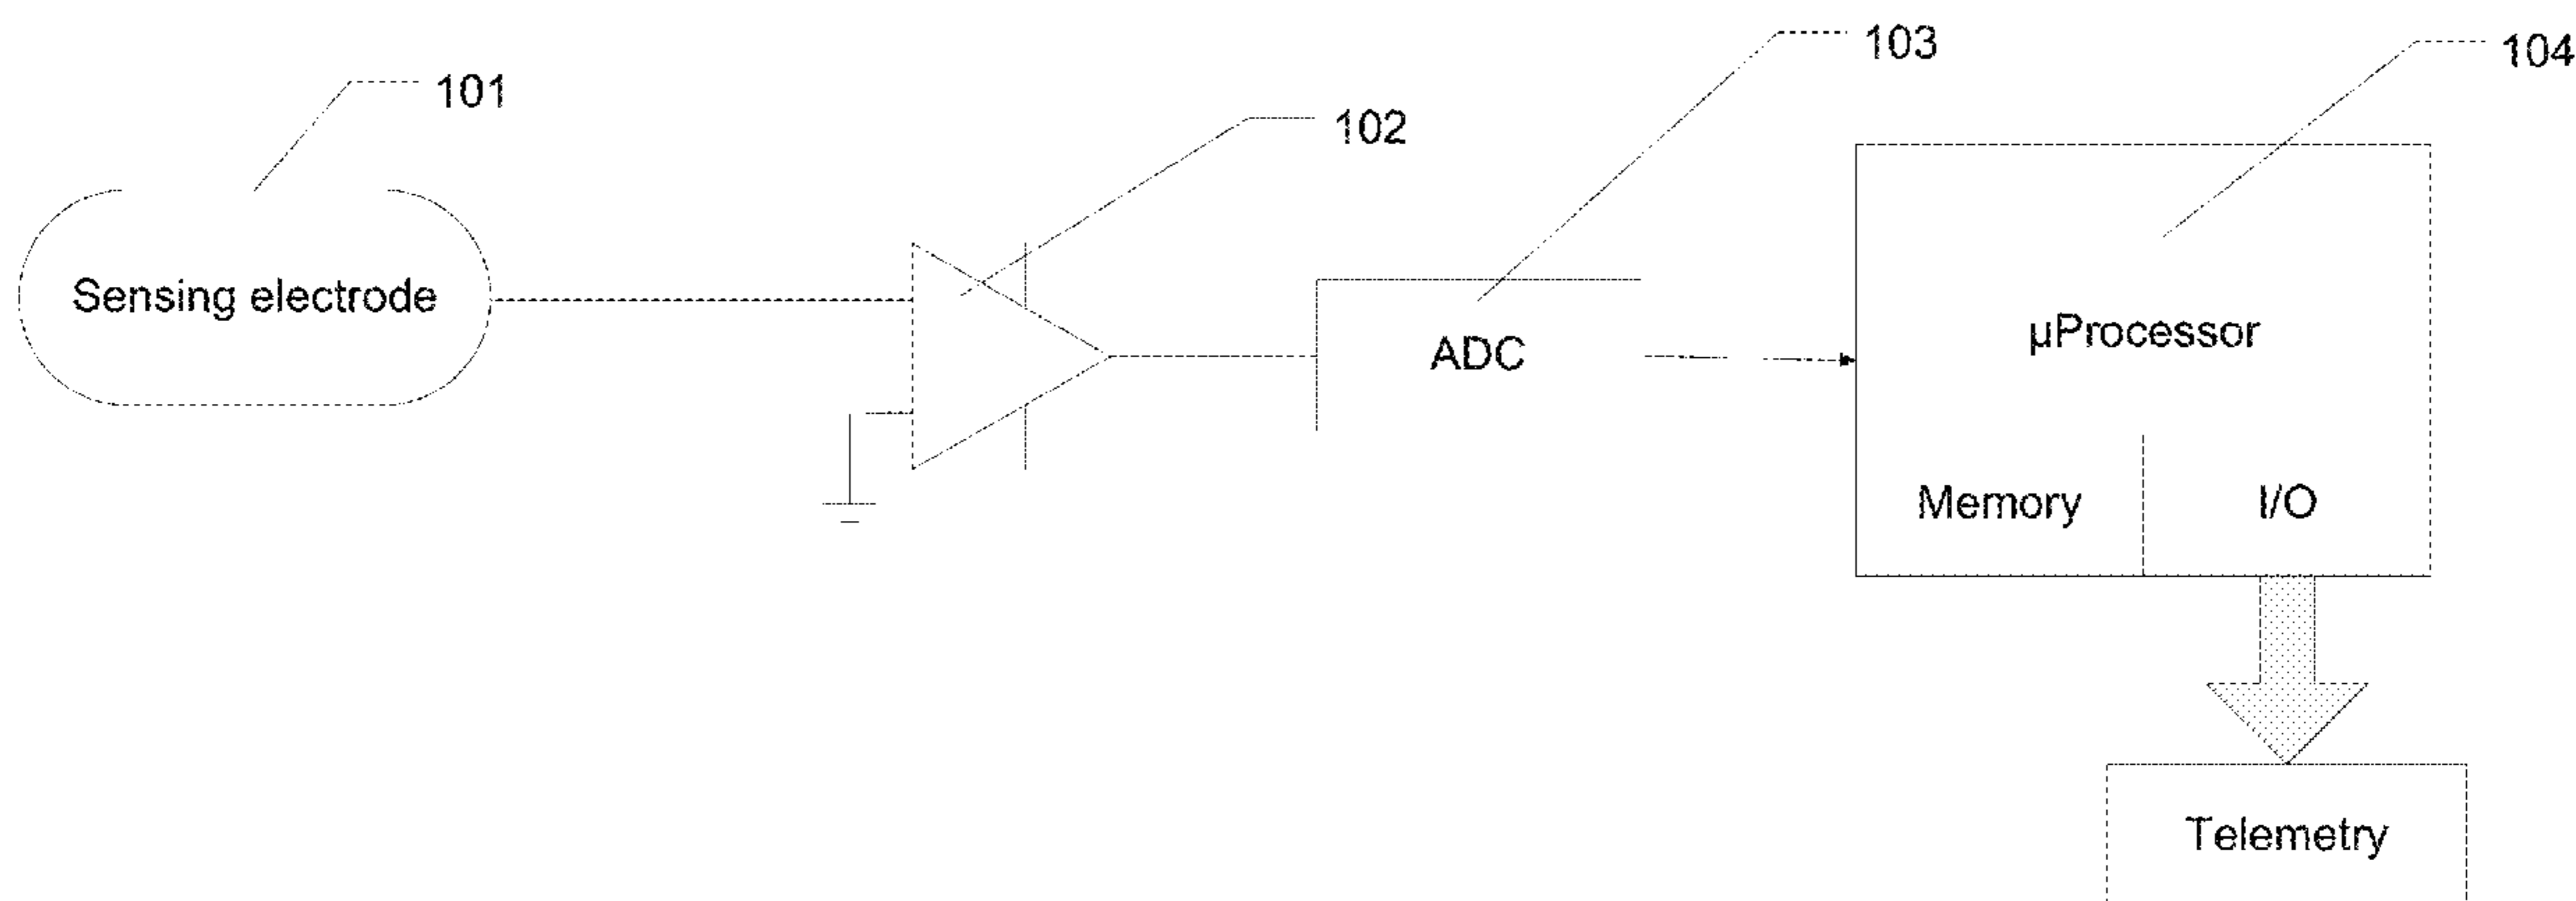 101
102
103
104
Sensing electrode
ADC
µProcessor
Memory
I/O
Telemetry